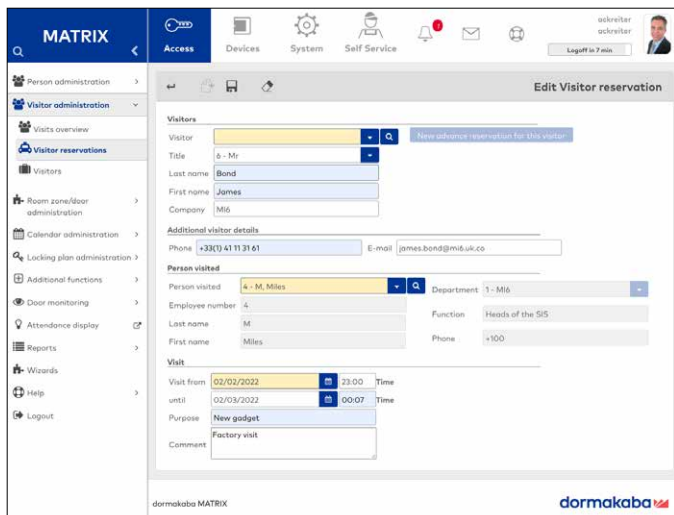 MATRIX
Access
Devices
System
Self Service
ackreiter
ackreiter
Logoff in 7 min
Person administration
Visitor administration
Visits overview
Visitor reservations
Visitors
Room zone/door
administration
Calendar administration
Locking plan administration
Additional functions
Door monitoring
Attendance display
Reports
Wizards
Help
Logout
Edit Visitor reservation
Visitors
Visitor
New advance reservation for this visitor
Title 6 - Mr
Last name Bond
First name James
Company MI6
Additional visitor details
Phone +33(1) 41 11 31 61 E-mail james.bond@mi6.uk.co
Person visited
Person visited 4 - M, Miles Department 1 - MI6
Employee number 4 Function Heads of the SIS
Last name M
First name Miles Phone +100
Visit
Visit from 02/02/2022 23:00 Time
until 02/03/2022 00:07 Time
Purpose New gadget
Comment Factory visit
dormakaba MATRIX
dormakaba